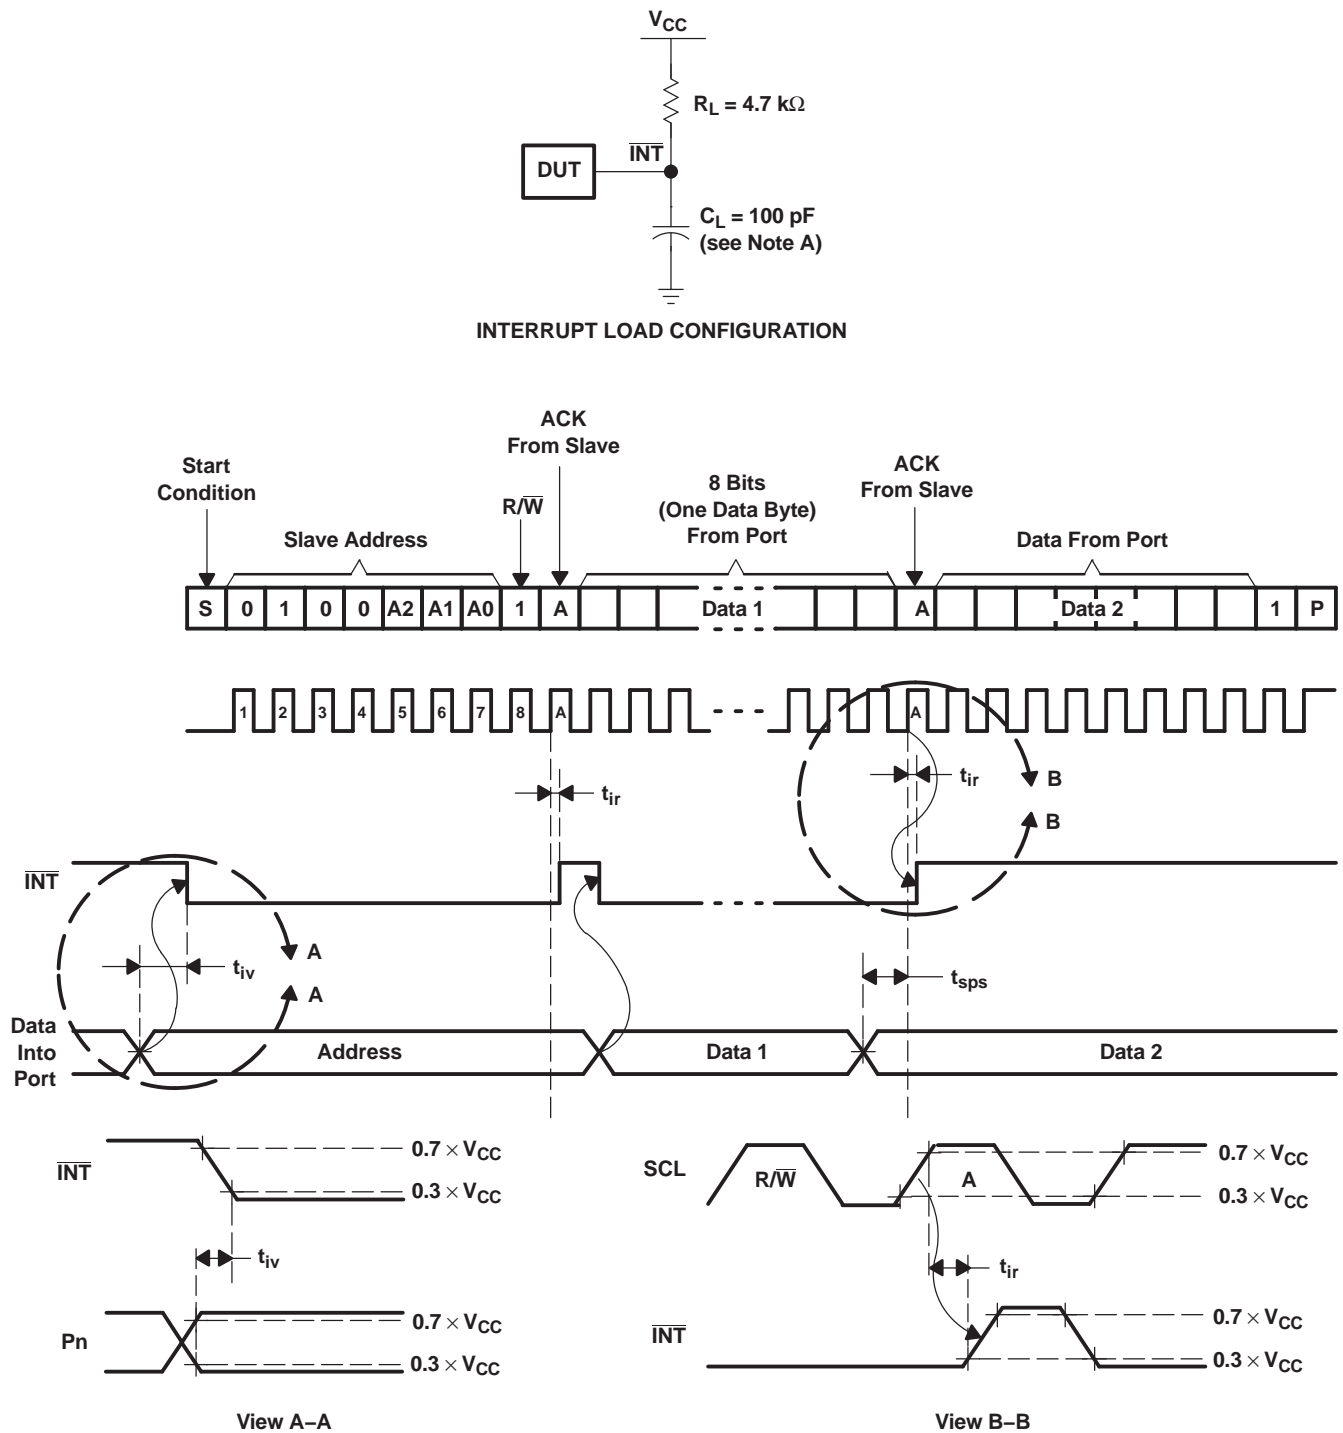 VCC
RL = 4.7 kΩ
INT
DUT
CL = 100 pF
(see Note A)
INTERRUPT LOAD CONFIGURATION
ACK
From Slave
Start
Condition
R/W
8 Bits
(One Data Byte)
From Port
ACK
From Slave
Slave Address
Data From Port
S 0 1 0 0 A2 A1 A0 1 A Data 1 A Data 2 1 P
1 2 3 4 5 6 7 8 A A
tir
tir
B
B
INT
A
tiv
A
tsps
Data
Into
Port
Address
Data 1
Data 2
INT
0.7 × VCC
0.3 × VCC
tiv
Pn
0.7 × VCC
0.3 × VCC
View A–A
SCL
R/W
A
0.7 × VCC
0.3 × VCC
tir
INT
0.7 × VCC
0.3 × VCC
View B–B